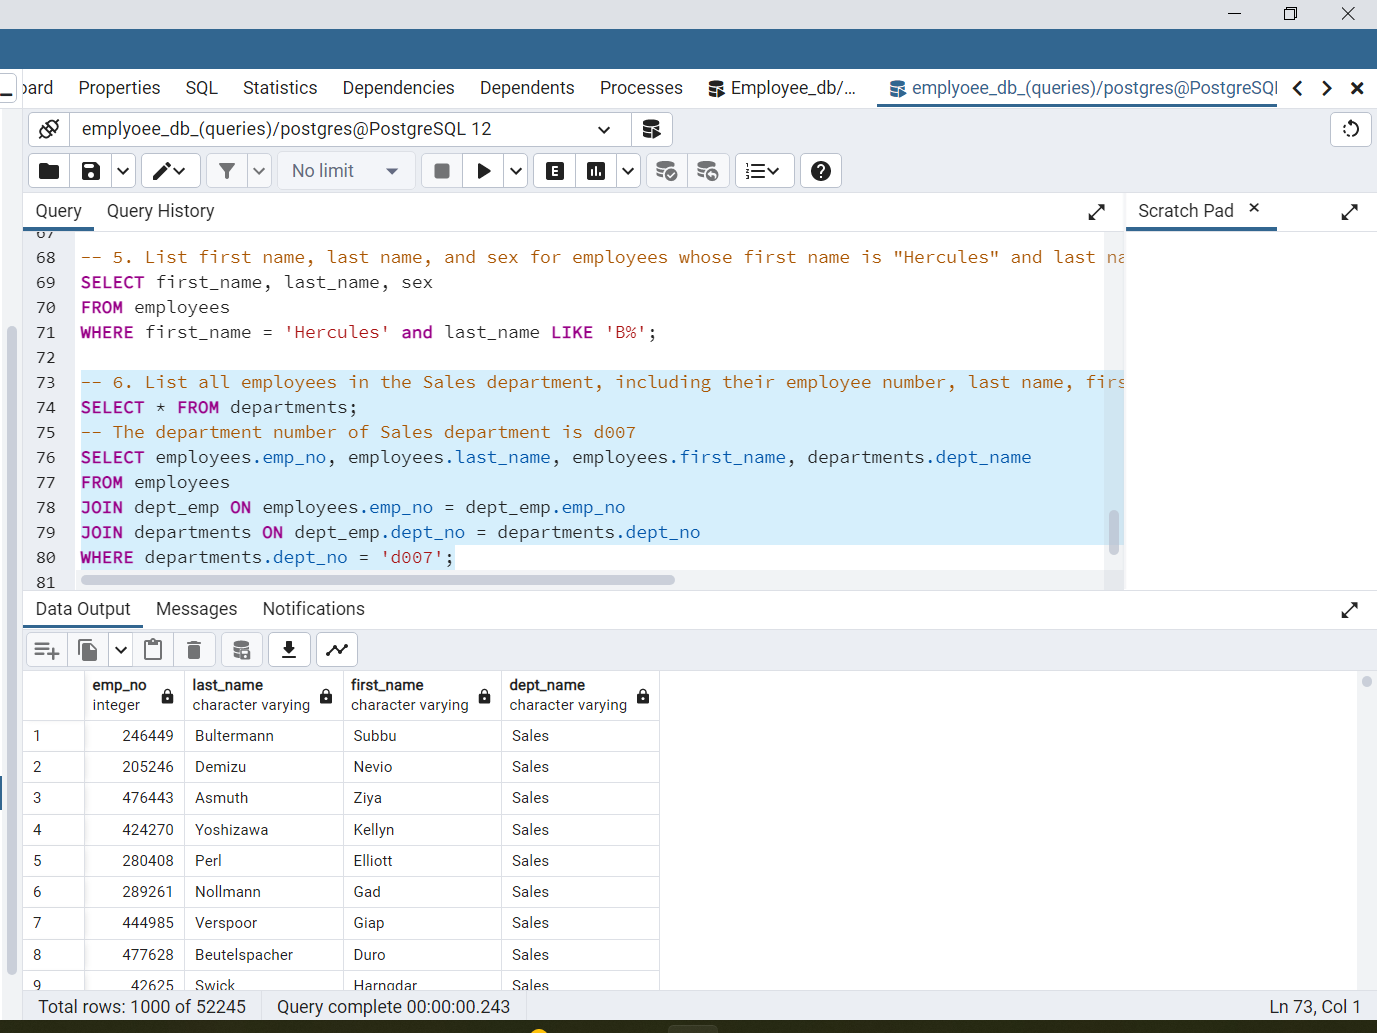 oard Properties SQL Statistics Dependencies Dependents Processes Employee_db/... emplyoee_db_(queries)/postgres@PostgreSQl
emplyoee_db_(queries)/postgres@PostgreSQL 12
No limit E
Query Query History Scratch Pad
67
68 -- 5. List first name, last name, and sex for employees whose first name is "Hercules" and last na
69 SELECT first_name, last_name, sex
70 FROM employees
71 WHERE first_name = 'Hercules' and last_name LIKE 'B%';
72
73 -- 6. List all employees in the Sales department, including their employee number, last name, firs
74 SELECT * FROM departments;
75 -- The department number of Sales department is d007
76 SELECT employees.emp_no, employees.last_name, employees.first_name, departments.dept_name
77 FROM employees
78 JOIN dept_emp ON employees.emp_no = dept_emp.emp_no
79 JOIN departments ON dept_emp.dept_no = departments.dept_no
80 WHERE departments.dept_no = 'd007';
81
Data Output Messages Notifications
emp_no last_name first_name dept_name
integer character varying character varying character varying
1 246449 Bultermann Subbu Sales
2 205246 Demizu Nevio Sales
3 476443 Asmuth Ziya Sales
4 424270 Yoshizawa Kellyn Sales
5 280408 Perl Elliott Sales
6 289261 Nollmann Gad Sales
7 444985 Verspoor Giap Sales
8 477628 Beutelspacher Duro Sales
9 42625 Swick Harngdar Sales
Total rows: 1000 of 52245 Query complete 00:00:00.243 Ln 73, Col 1